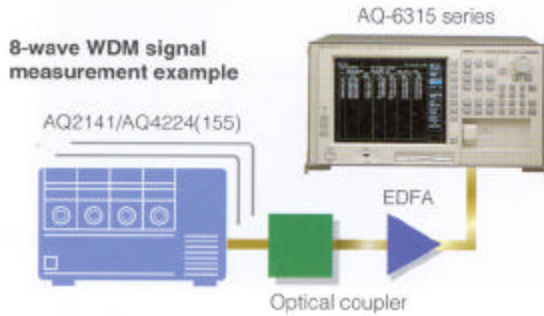 AQ-6315 series
8-wave WDM signal
measurement example
AQ2141/AQ4224(155)
EDFA
Optical coupler